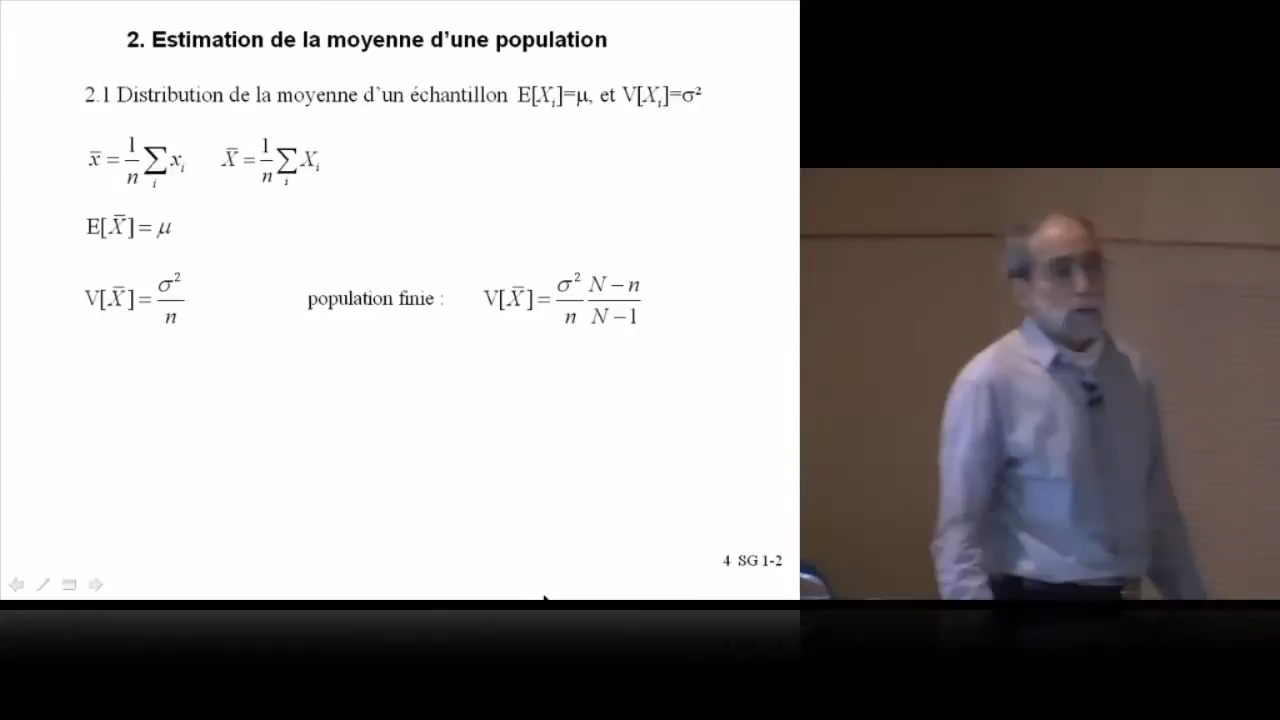 2. Estimation de la moyenne d’une population
2.1 Distribution de la moyenne d’un échantillon E[Xᵢ]=μ, et V[Xᵢ]=σ²
x̄ = 1/n ∑ᵢ xᵢ X̄ = 1/n ∑ᵢ Xᵢ
E[X̄] = μ
V[X̄] = σ²/n population finie : V[X̄] = σ²/n N−n/N−1
4 SG 1-2